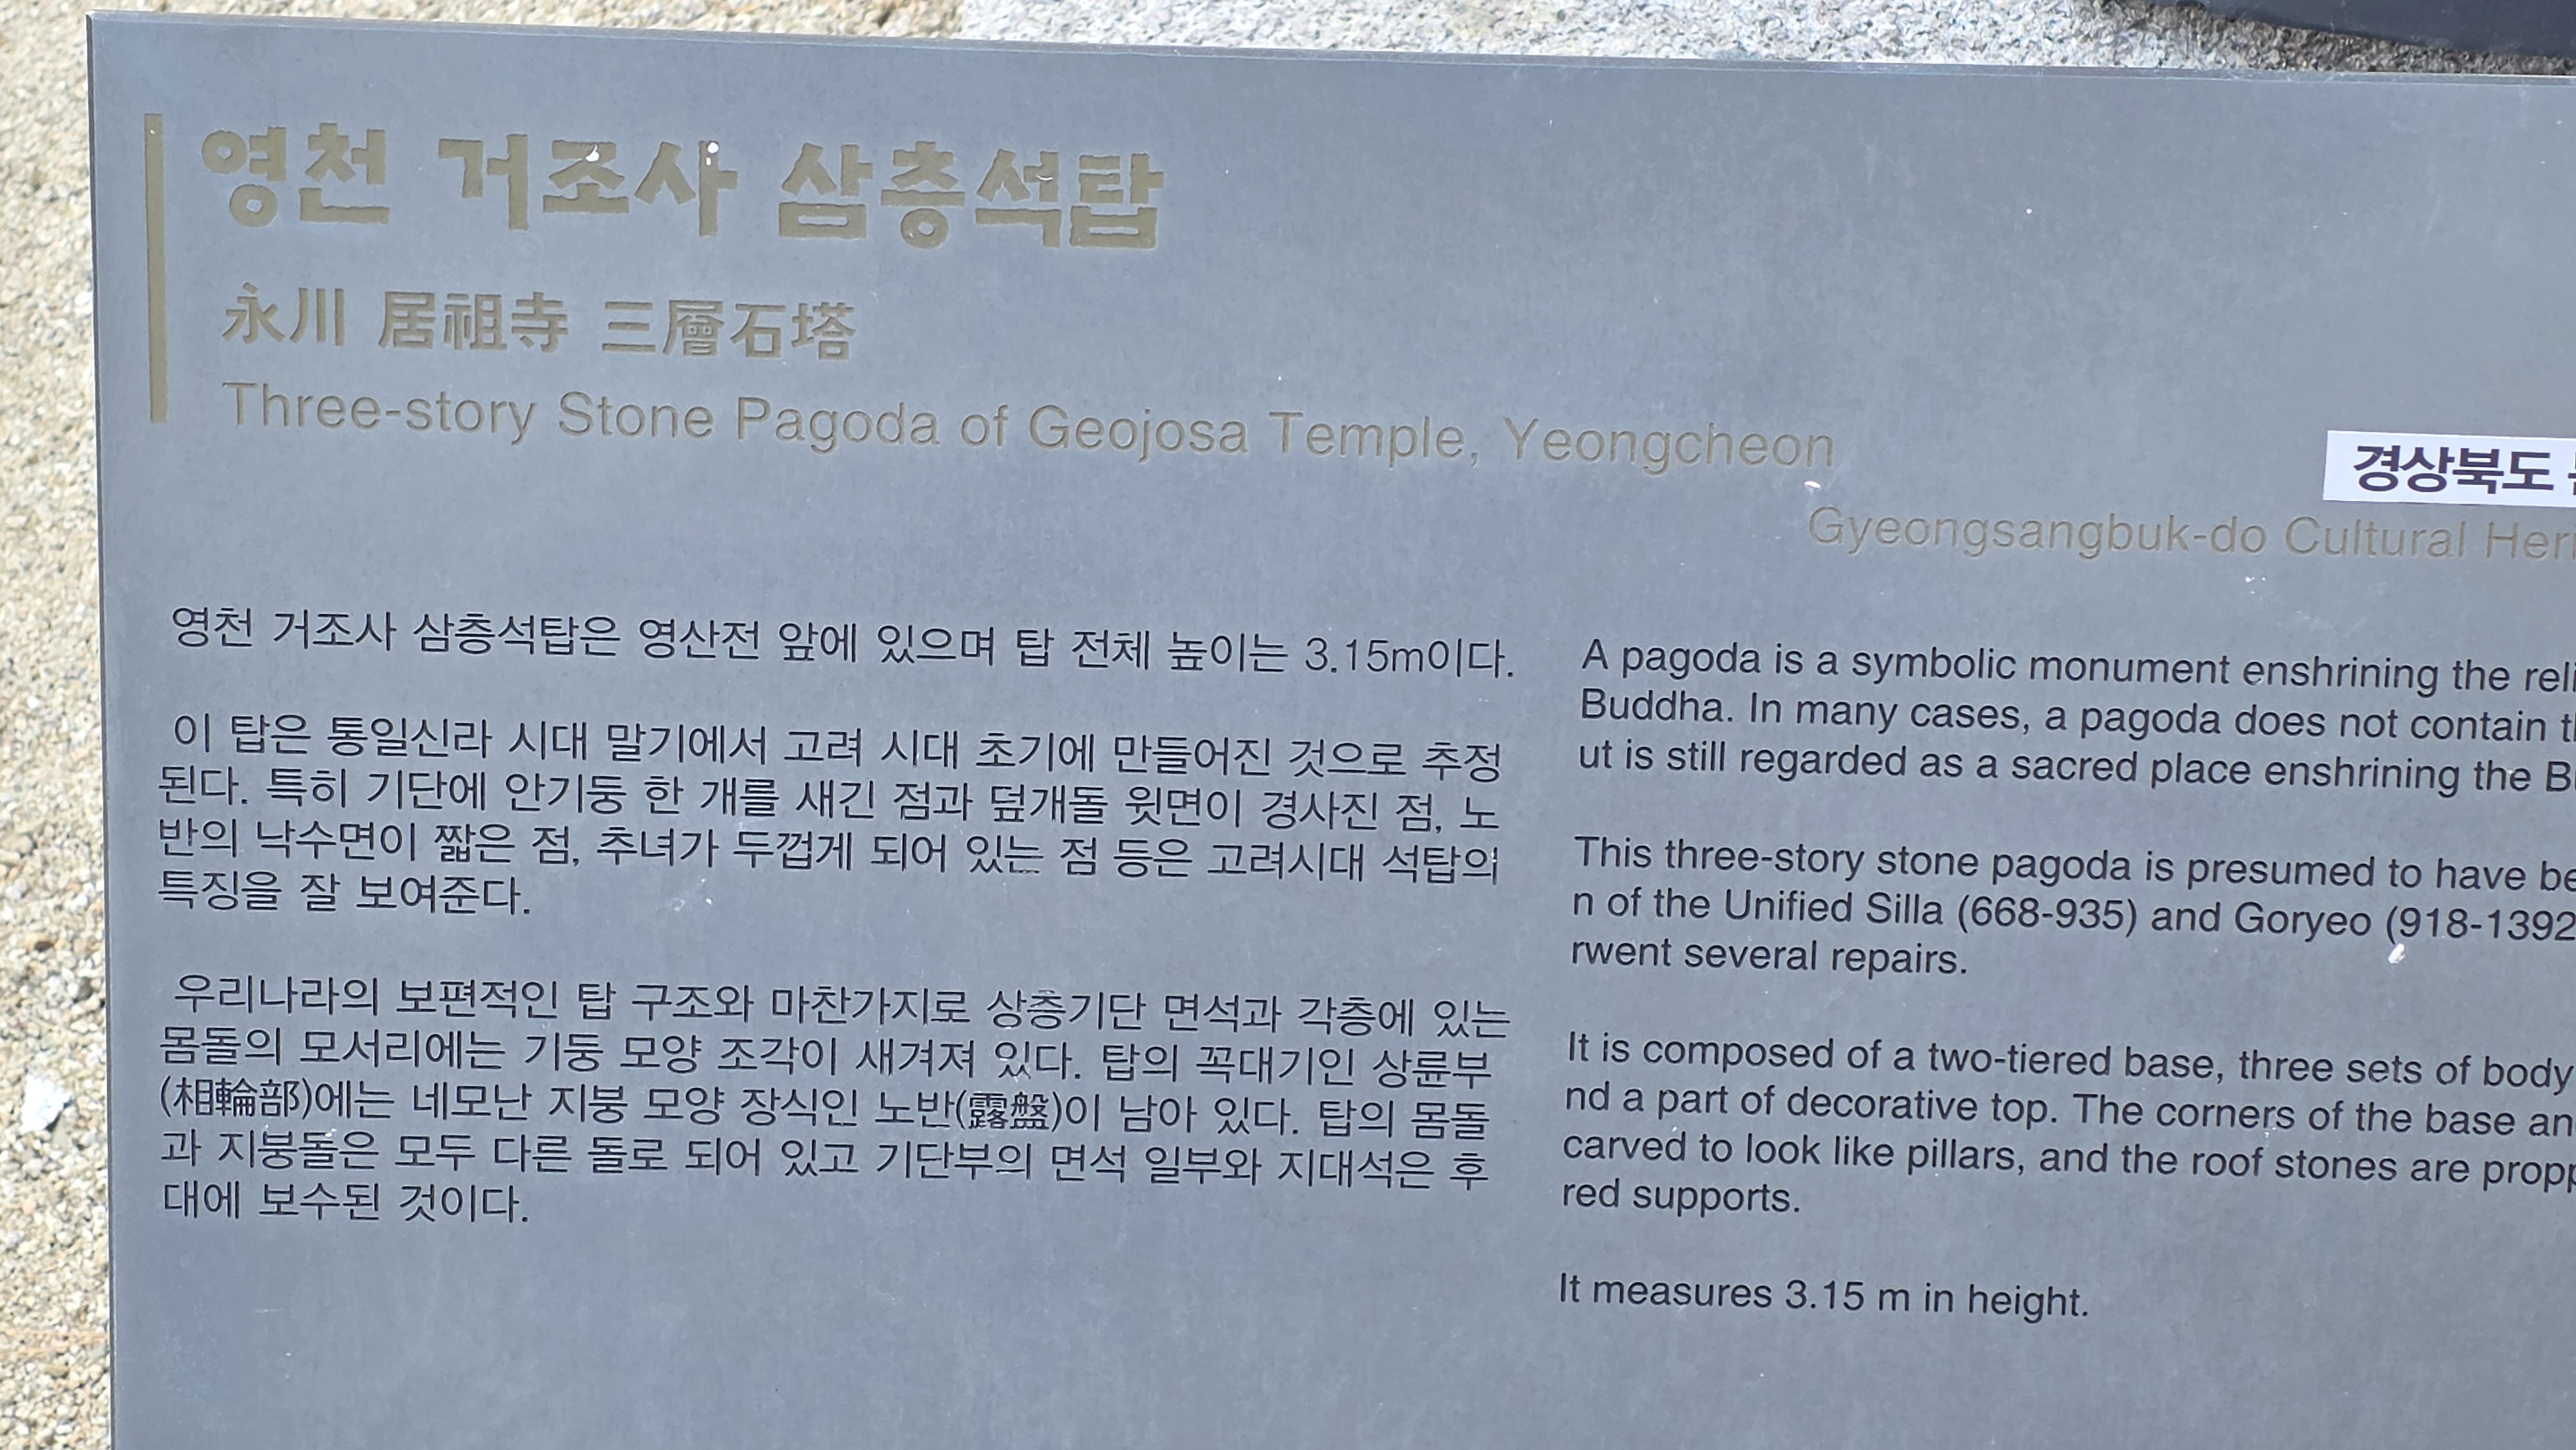 영천 거조사 삼층석탑
永川 居祖寺 三層石塔
Three-story Stone Pagoda of Geojosa Temple, Yeongcheon
경상북도
Gyeongsangbuk-do Cultural
영천 거조사 삼층석탑은 영산전 앞에 있으며 탑 전체 높이는 3.15m이다.
이 탑은 통일신라 시대 말기에서 고려 시대 초기에 만들어진 것으로 추정
된다. 특히 기단에 안기둥 한 개를 새긴 점과 덮개돌 윗면이 경사진 점, 노
반의 낙수면이 짧은 점, 추녀가 두껍게 되어 있는 점 등은 고려시대 석탑의
특징을 잘 보여준다.
우리나라의 보편적인 탑 구조와 마찬가지로 상층기단 면석과 각층에 있는
몸돌의 모서리에는 기둥 모양 조각이 새겨져 있다. 탑의 꼭대기인 상륜부
(相輪部)에는 네모난 지붕 모양 장식인 노반(露盤)이 남아 있다. 탑의 몸돌
과 지붕돌은 모두 다른 돌로 되어 있고 기단부의 면석 일부와 지대석은 후
대에 보수된 것이다.
A pagoda is a symbolic monument enshrining the
Buddha. In many cases, a pagoda does not contain
ut is still regarded as a sacred place enshrining the
This three-story stone pagoda is presumed to have
n of the Unified Silla (668-935) and Goryeo (918-1392
rwent several repairs.
It is composed of a two-tiered base, three sets of body
nd a part of decorative top. The corners of the base
carved to look like pillars, and the roof stones are
red supports.
It measures 3.15 m in height.